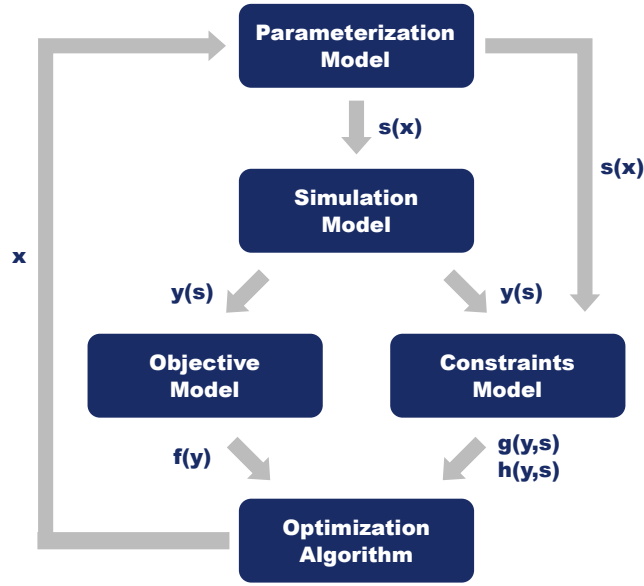 Parameterization
Model
s(x)
s(x)
Simulation
Model
x
y(s)
y(s)
Objective
Model
Constraints
Model
f(y)
g(y,s)
h(y,s)
Optimization
Algorithm